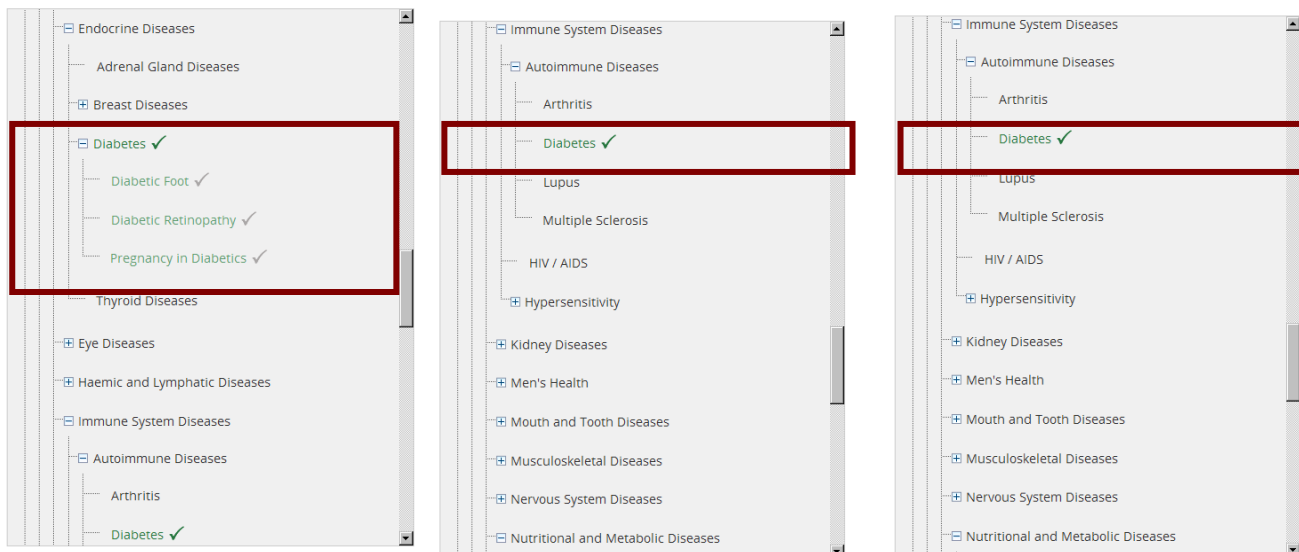 Endocrine Diseases
Adrenal Gland Diseases
Breast Diseases
Diabetes
Diabetic Foot
Diabetic Retinopathy
Pregnancy in Diabetics
Thyroid Diseases
Eye Diseases
Haemic and Lymphatic Diseases
Immune System Diseases
Autoimmune Diseases
Arthritis
Diabetes
Immune System Diseases
Autoimmune Diseases
Arthritis
Diabetes
Lupus
Multiple Sclerosis
HIV / AIDS
Hypersensitivity
Kidney Diseases
Men's Health
Mouth and Tooth Diseases
Musculoskeletal Diseases
Nervous System Diseases
Nutritional and Metabolic Diseases
Immune System Diseases
Autoimmune Diseases
Arthritis
Diabetes
Lupus
Multiple Sclerosis
HIV / AIDS
Hypersensitivity
Kidney Diseases
Men's Health
Mouth and Tooth Diseases
Musculoskeletal Diseases
Nervous System Diseases
Nutritional and Metabolic Diseases